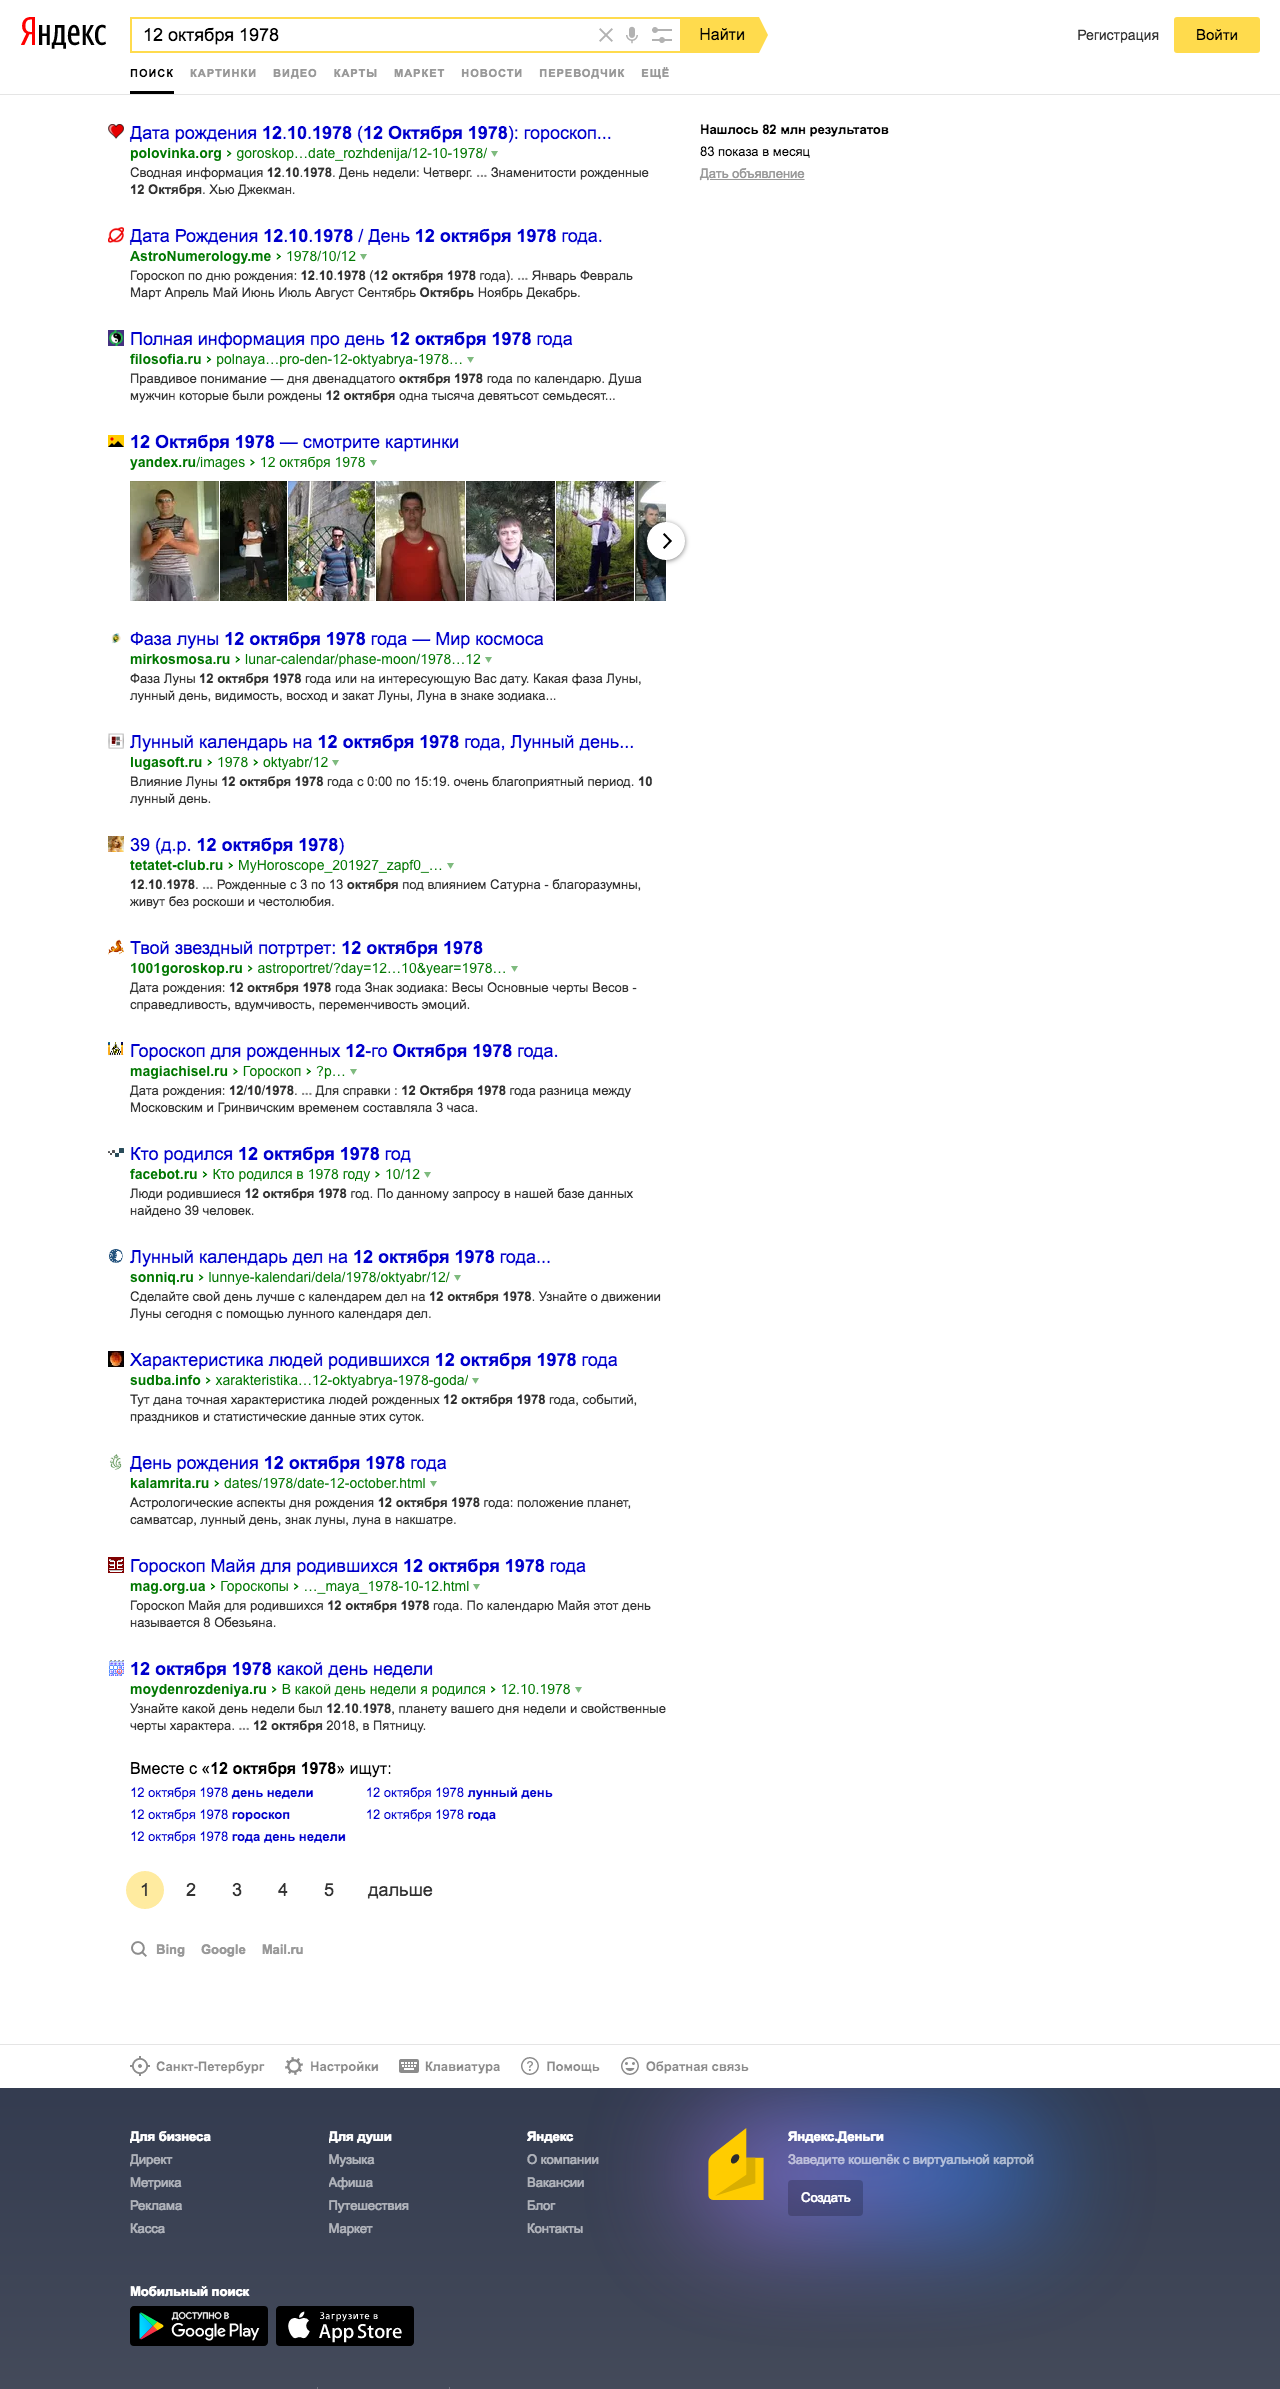 Яндекс
12 октября 1978
Найти
Регистрация
Войти
ПОИСК КАРТИНКИ ВИДЕО КАРТЫ МАРКЕТ НОВОСТИ ПЕРЕВОДЧИК ЕЩЁ
Дата рождения 12.10.1978 (12 Октября 1978): гороскоп...
polovinka.org › goroskop…date_rozhdenija/12-10-1978/
Сводная информация 12.10.1978. День недели: Четверг. ... Знаменитости рожденные
12 Октября. Хью Джекман.
Нашлось 82 млн результатов
83 показа в месяц
Дать объявление
Дата Рождения 12.10.1978 / День 12 октября 1978 года.
AstroNumerology.me › 1978/10/12
Гороскоп по дню рождения: 12.10.1978 (12 октября 1978 года). ... Январь Февраль
Март Апрель Май Июнь Июль Август Сентябрь Октябрь Ноябрь Декабрь.
Полная информация про день 12 октября 1978 года
filosofia.ru › polnaya…pro-den-12-oktyabrya-1978…
Правдивое понимание — дня двенадцатого октября 1978 года по календарю. Душа
мужчин которые были рождены 12 октября одна тысяча девятьсот семьдесят...
12 Октября 1978 — смотрите картинки
yandex.ru/images › 12 октября 1978
Фаза луны 12 октября 1978 года — Мир космоса
mirkosmosa.ru › lunar-calendar/phase-moon/1978…12
Фаза Луны 12 октября 1978 года или на интересующую Вас дату. Какая фаза Луны,
лунный день, видимость, восход и закат Луны, Луна в знаке зодиака...
Лунный календарь на 12 октября 1978 года, Лунный день...
lugasoft.ru › 1978 › oktyabr/12
Влияние Луны 12 октября 1978 года с 0:00 по 15:19. очень благоприятный период. 10
лунный день.
39 (д.р. 12 октября 1978)
tetatet-club.ru › MyHoroscope_201927_zapf0_…
12.10.1978. ... Рожденные с 3 по 13 октября под влиянием Сатурна - благоразумны,
живут без роскоши и честолюбия.
Твой звездный потртрет: 12 октября 1978
1001goroskop.ru › astroportret/?day=12…10&year=1978…
Дата рождения: 12 октября 1978 года Знак зодиака: Весы Основные черты Весов -
справедливость, вдумчивость, переменчивость эмоций.
Гороскоп для рожденных 12-го Октября 1978 года.
magiachisel.ru › Гороскоп › ?p…
Дата рождения: 12/10/1978. ... Для справки : 12 Октября 1978 года разница между
Московским и Гринвичским временем составляла 3 часа.
Кто родился 12 октября 1978 год
facebot.ru › Кто родился в 1978 году › 10/12
Люди родившиеся 12 октября 1978 год. По данному запросу в нашей базе данных
найдено 39 человек.
Лунный календарь дел на 12 октября 1978 года...
sonniq.ru › lunnye-kalendari/dela/1978/oktyabr/12/
Сделайте свой день лучше с календарем дел на 12 октября 1978. Узнайте о движении
Луны сегодня с помощью лунного календаря дел.
Характеристика людей родившихся 12 октября 1978 года
sudba.info › xarakteristika…12-oktyabrya-1978-goda/
Тут дана точная характеристика людей рожденных 12 октября 1978 года, событий,
праздников и статистические данные этих суток.
День рождения 12 октября 1978 года
kalamrita.ru › dates/1978/date-12-october.html
Астрологические аспекты дня рождения 12 октября 1978 года: положение планет,
самватсар, лунный день, знак луны, луна в накшатре.
Гороскоп Майя для родившихся 12 октября 1978 года
mag.org.ua › Гороскопы › …_maya_1978-10-12.html
Гороскоп Майя для родившихся 12 октября 1978 года. По календарю Майя этот день
называется 8 Обезьяна.
12 октября 1978 какой день недели
moydenrozdeniya.ru › В какой день недели я родился › 12.10.1978
Узнайте какой день недели был 12.10.1978, планету вашего дня недели и свойственные
черты характера. ... 12 октября 2018, в Пятницу.
Вместе с «12 октября 1978» ищут:
12 октября 1978 день недели
12 октября 1978 лунный день
12 октября 1978 гороскоп
12 октября 1978 года
12 октября 1978 года день недели
1 2 3 4 5 дальше
Bing Google Mail.ru
Санкт-Петербург Настройки Клавиатура Помощь Обратная связь
Для бизнеса
Директ
Метрика
Реклама
Касса
Для души
Музыка
Афиша
Путешествия
Маркет
Яндекс
О компании
Вакансии
Блог
Контакты
Яндекс.Деньги
Заведите кошелёк с виртуальной картой
Создать
Мобильный поиск
ДОСТУПНО В
Google Play
Загрузите в
App Store